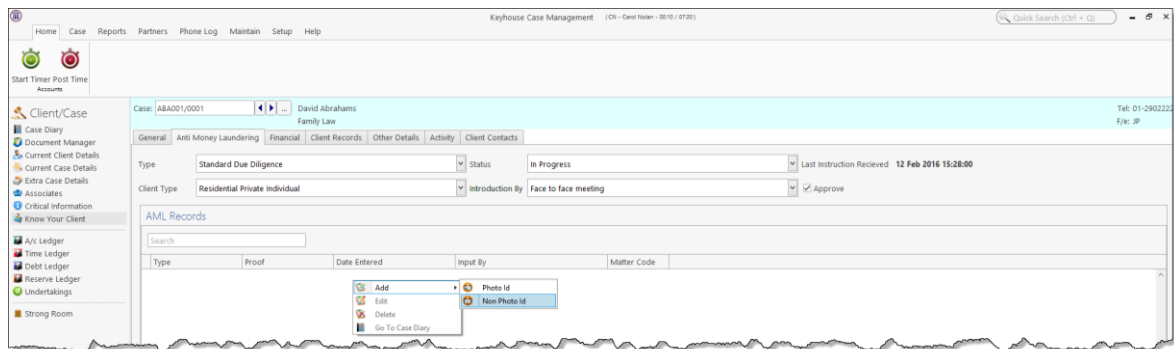 Keyhouse Case Management (CN - Carol Nolan - 00:10 / 07:20) Quick Search (Ctrl + Q)
Home Case Reports Partners Phone Log Maintain Setup Help
Start Timer Post Time
Accounts
Client/Case
Case Diary
Document Manager
Current Client Details
Current Case Details
Extra Case Details
Associates
Critical Information
Know Your Client
A/c Ledger
Time Ledger
Debt Ledger
Reserve Ledger
Undertakings
Strong Room
Case: ABA001/0001 ... David Abrahams Tel: 01-2902222
Family Law F/e: JP
General Anti Money Laundering Financial Client Records Other Details Activity Client Contacts
Type Standard Due Diligence Status In Progress Last Instruction Recieved 12 Feb 2016 15:28:00
Client Type Residential Private Individual Introduction By Face to face meeting Approve
AML Records
Search
Type Proof Date Entered Input By Matter Code
Add Photo Id
Edit Non Photo Id
Delete
Go To Case Diary